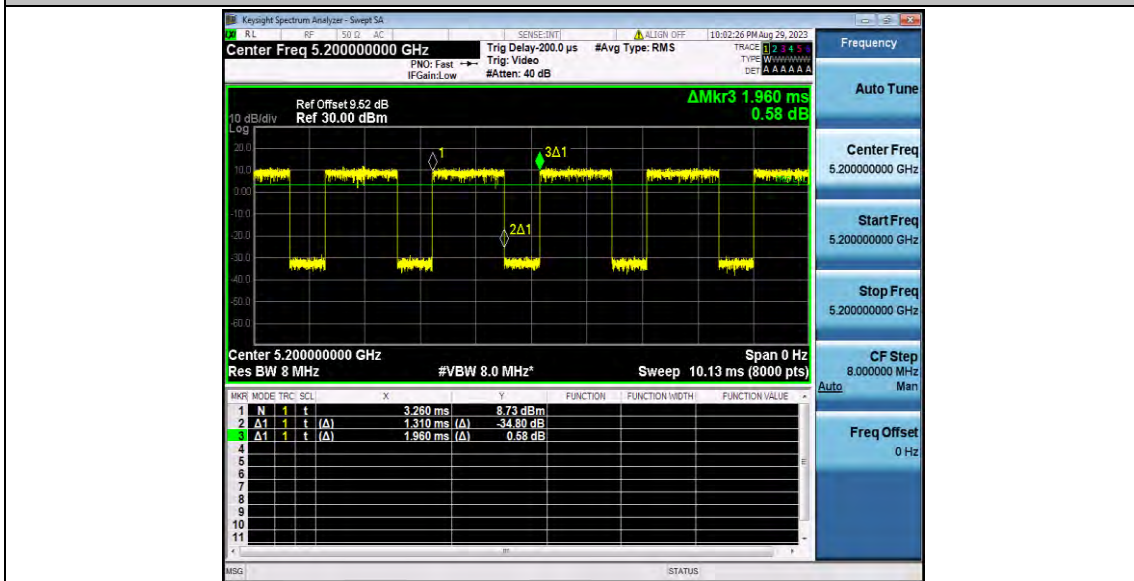 Keysight Spectrum Analyzer - Swept SA
RL RF 50 Ω AC SENSE:INT ALIGN OFF 10:02:26 PM Aug 29, 2023
Center Freq 5.200000000 GHz
PNO: Fast
IFGain:Low
Trig Delay-200.0 µs
Trig: Video
#Atten: 40 dB
#Avg Type: RMS
TRACE 1 2 3 4 5 6
TYPE W
DET A A A A A A
ΔMkr3 1.960 ms
0.58 dB
Ref Offset 9.52 dB
10 dB/div Ref 30.00 dBm
Log
20.0
10.0
0.00
-10.0
-20.0
-30.0
-40.0
-50.0
-60.0
1
3Δ1
2Δ1
Center 5.200000000 GHz Span 0 Hz
Res BW 8 MHz #VBW 8.0 MHz* Sweep 10.13 ms (8000 pts)
MKR MODE TRC SCL X Y FUNCTION FUNCTION WIDTH FUNCTION VALUE
1 N 1 t 3.260 ms 8.73 dBm
2 Δ1 1 t (Δ) 1.310 ms (Δ) -34.80 dB
3 Δ1 1 t (Δ) 1.960 ms (Δ) 0.58 dB
4
5
6
7
8
9
10
11
MSG STATUS
Frequency
Auto Tune
Center Freq
5.200000000 GHz
Start Freq
5.200000000 GHz
Stop Freq
5.200000000 GHz
CF Step
8.000000 MHz
Auto Man
Freq Offset
0 Hz